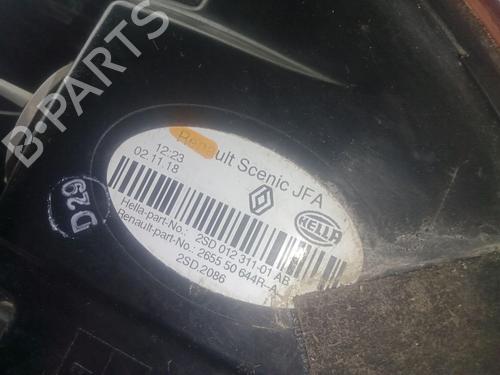 B-PARTS
Renault Scenic JFA
12:23
02.11.18
HELLA
Hella-part-No.: 2SD 012 311-01 AB
Renault-part-No.: 2655 50 644R-A
2SD.2086
D29